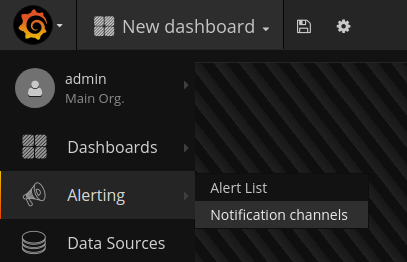 New dashboard
admin
Main Org.
Dashboards
Alerting
Alert List
Notification channels
Data Sources